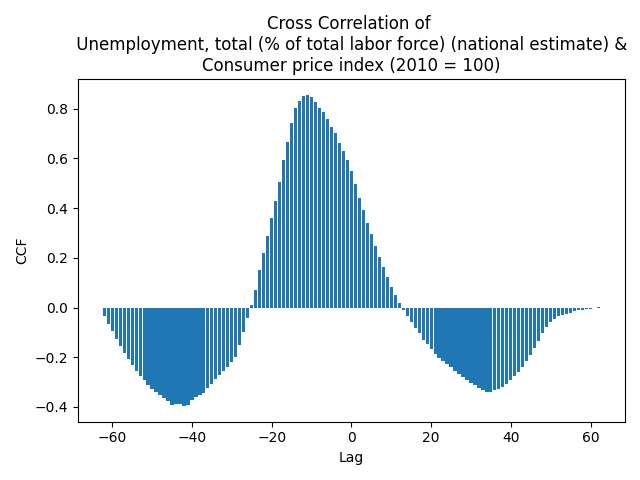 Cross Correlation of
Unemployment, total (% of total labor force) (national estimate) &
Consumer price index (2010 = 100)
CCF
0.8
0.6
0.4
0.2
0.0
−0.2
−0.4
−60 −40 −20 0 20 40 60
Lag